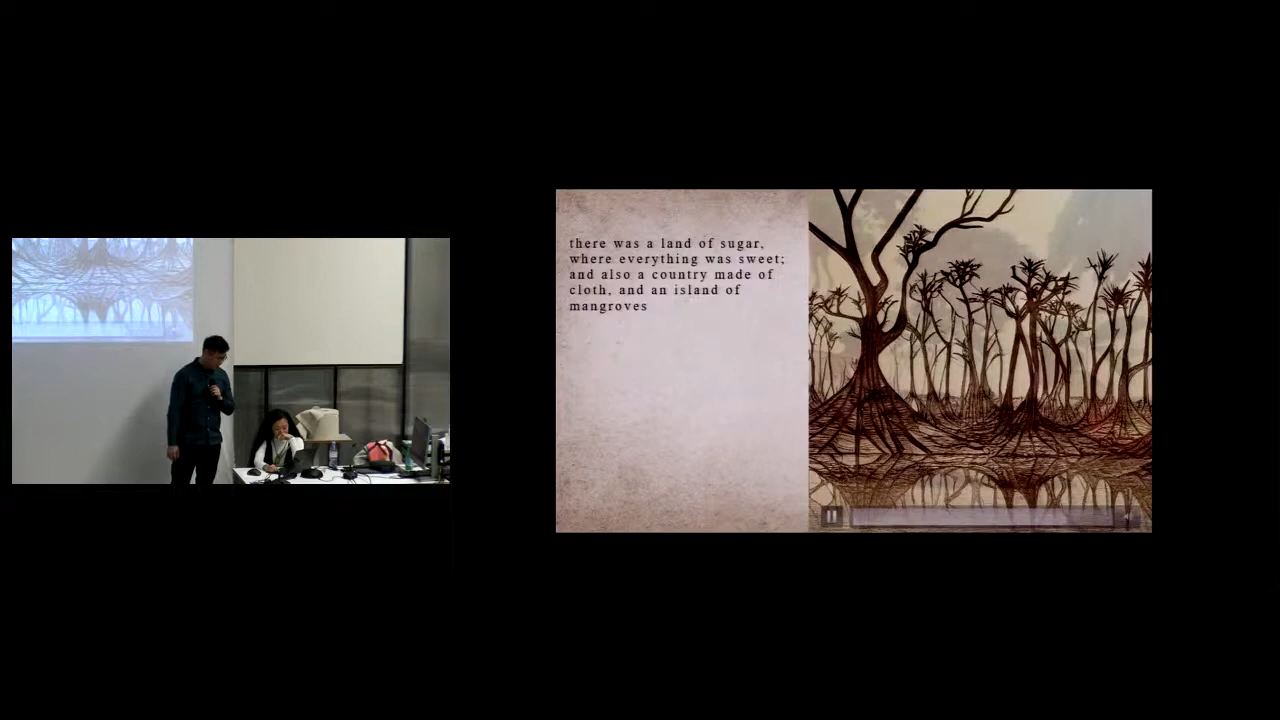 there was a land of sugar,
where everything was sweet;
and also a country made of
cloth, and an island of
mangroves